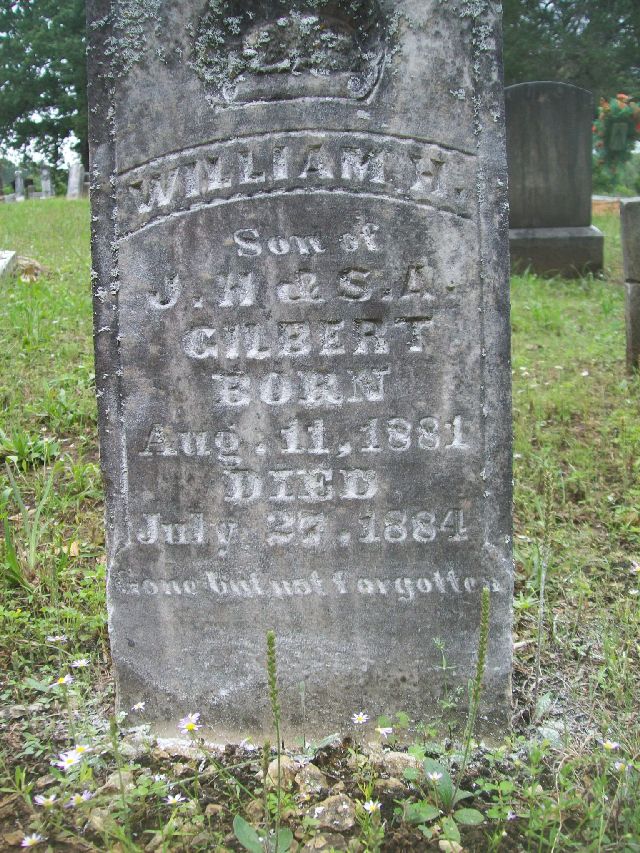 WILLIAM H.
Son of
J. H & S. A.
GILBERT
BORN
Aug. 11, 1881
DIED
July 27, 1884
Gone but not Forgotten